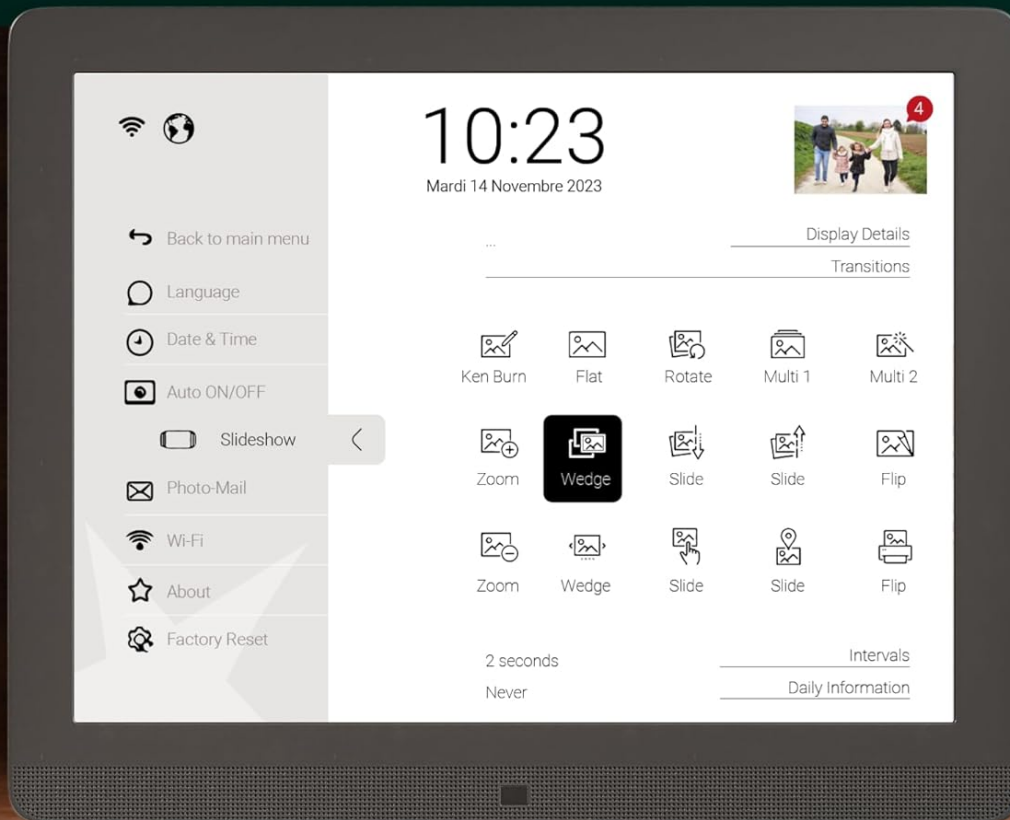 10:23
4
Mardi 14 Novembre 2023
Back to main menu
Language
Date & Time
Auto ON/OFF
Slideshow
Photo-Mail
Wi-Fi
About
Factory Reset
... Display Details
Transitions
Ken Burn Flat Rotate Multi 1 Multi 2
Zoom Wedge Slide Slide Flip
Zoom Wedge Slide Slide Flip
2 seconds Intervals
Never Daily Information